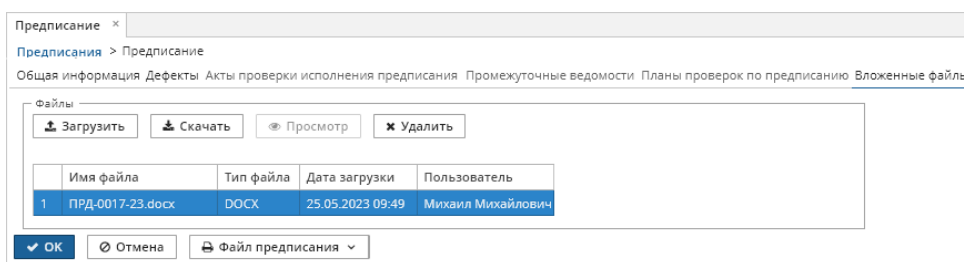 Предписание ×
Предписания > Предписание
Общая информация Дефекты Акты проверки исполнения предписания Промежуточные ведомости Планы проверок по предписанию Вложенные файлы
Файлы
Загрузить Скачать Просмотр Удалить
Имя файла Тип файла Дата загрузки Пользователь
1 ПРД-0017-23.docx DOCX 25.05.2023 09:49 Михаил Михайлович
ОК Отмена Файл предписания